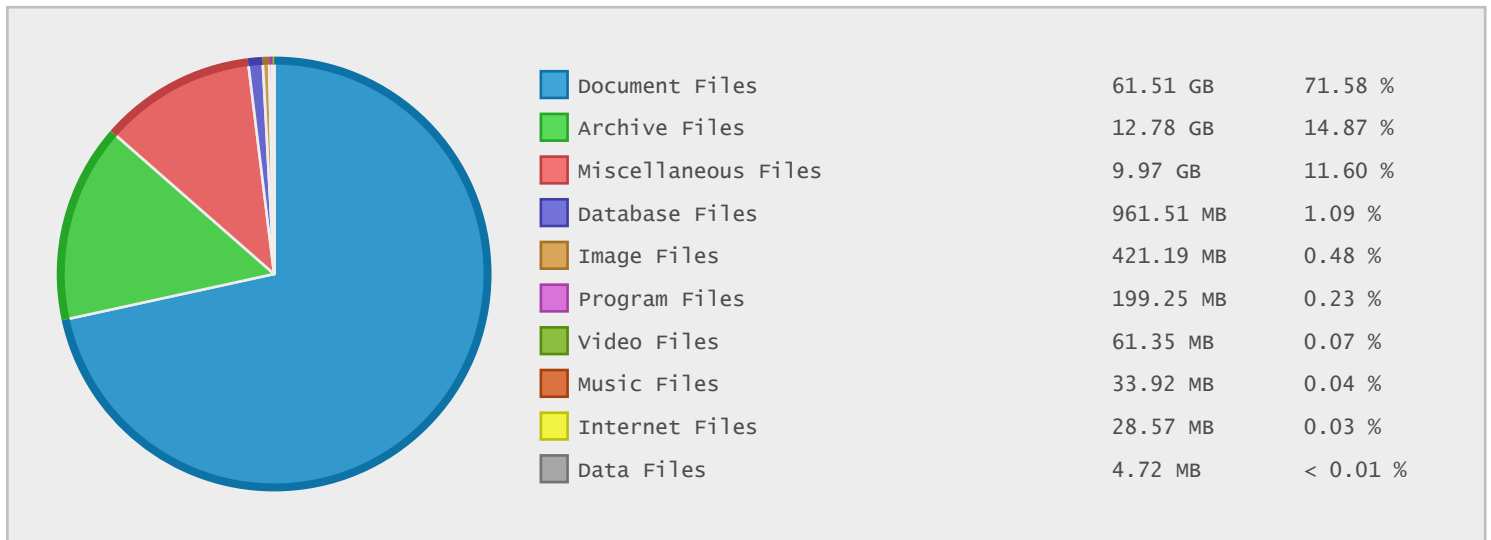 Document Files 61.51 GB 71.58 %
Archive Files 12.78 GB 14.87 %
Miscellaneous Files 9.97 GB 11.60 %
Database Files 961.51 MB 1.09 %
Image Files 421.19 MB 0.48 %
Program Files 199.25 MB 0.23 %
Video Files 61.35 MB 0.07 %
Music Files 33.92 MB 0.04 %
Internet Files 28.57 MB 0.03 %
Data Files 4.72 MB < 0.01 %